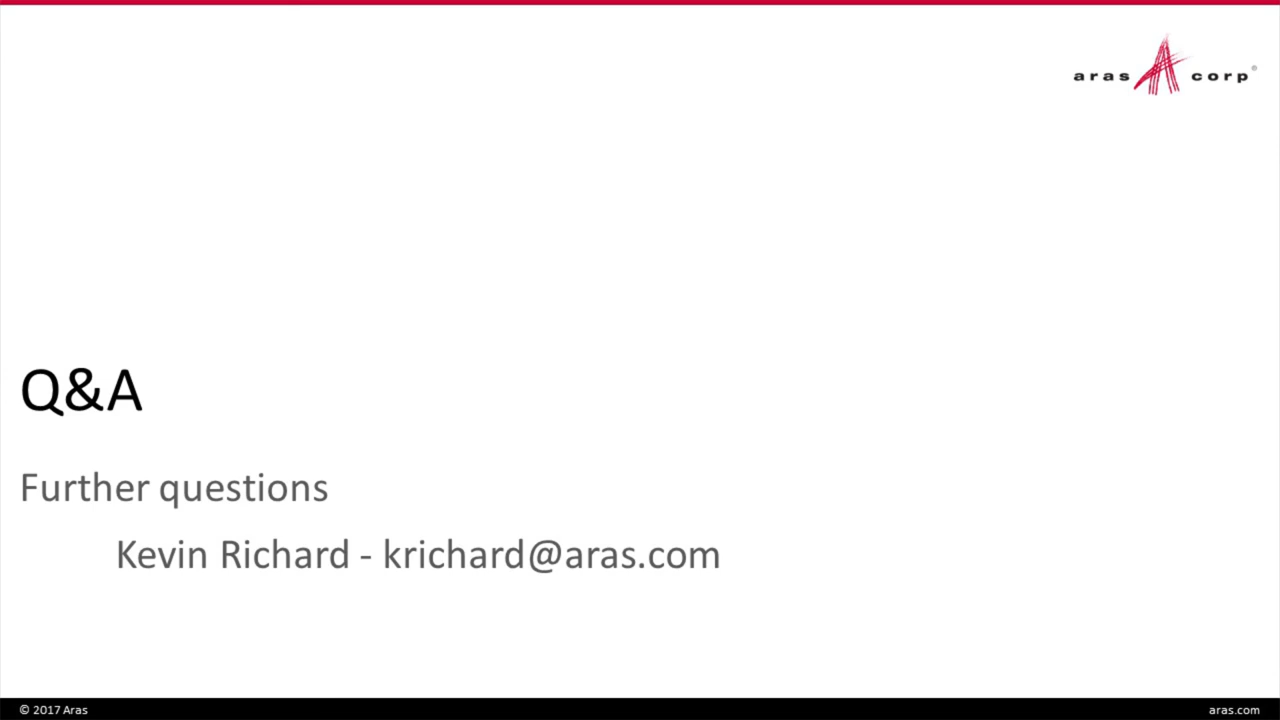 aras corp®
Q&A
Further questions
Kevin Richard - krichard@aras.com
© 2017 Aras
aras.com